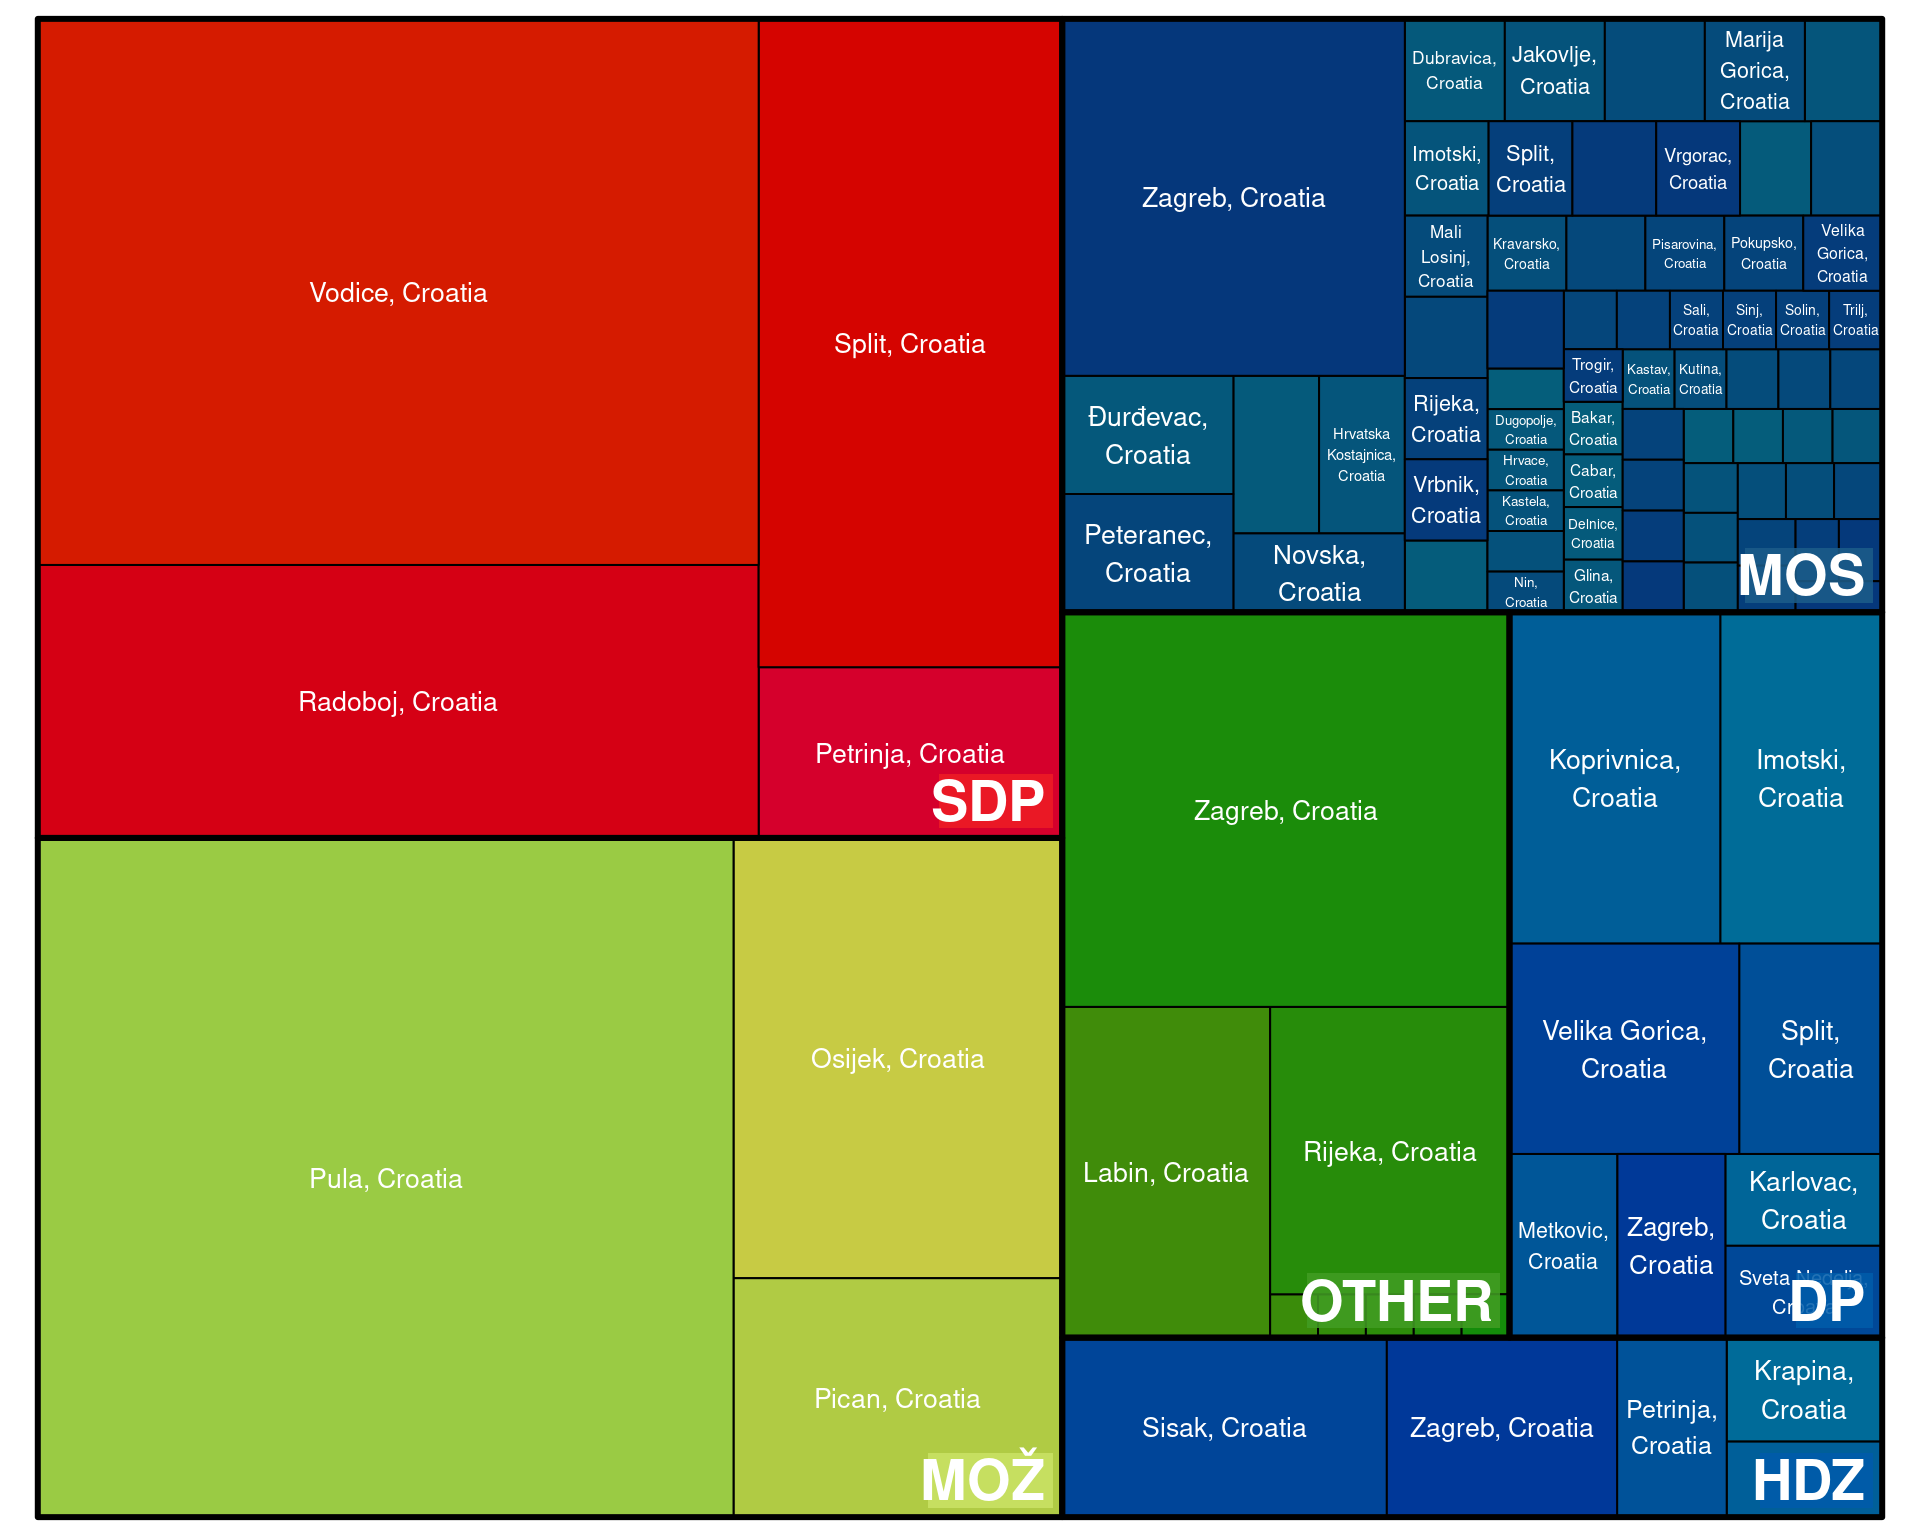 Vodice, Croatia
Split, Croatia
Radoboj, Croatia
Petrinja, Croatia
SDP
Pula, Croatia
Osijek, Croatia
Pican, Croatia
MOŽ
Zagreb, Croatia
Đurđevac,
Croatia
Peteranec,
Croatia
Hrvatska
Kostajnica,
Croatia
Novska,
Croatia
Dubravica,
Croatia
Jakovlje,
Croatia
Marija
Gorica,
Croatia
Imotski,
Croatia
Split,
Croatia
Vrgorac,
Croatia
Mali
Losinj,
Croatia
Kravarsko,
Croatia
Pisarovina,
Croatia
Pokupsko,
Croatia
Velika
Gorica,
Croatia
Sali,
Croatia
Sinj,
Croatia
Solin,
Croatia
Trilj,
Croatia
Rijeka,
Croatia
Vrbnik,
Croatia
Dugopolje,
Croatia
Hrvace,
Croatia
Kastela,
Croatia
Nin,
Croatia
Trogir,
Croatia
Kastav,
Croatia
Kutina,
Croatia
Bakar,
Croatia
Cabar,
Croatia
Delnice,
Croatia
Glina,
Croatia
MOS
Zagreb, Croatia
Labin, Croatia
Rijeka, Croatia
OTHER
Koprivnica,
Croatia
Imotski,
Croatia
Velika Gorica,
Croatia
Split,
Croatia
Metkovic,
Croatia
Zagreb,
Croatia
Karlovac,
Croatia
Sveta Nedelja,
Croatia
DP
Sisak, Croatia
Zagreb, Croatia
Petrinja,
Croatia
Krapina,
Croatia
HDZ